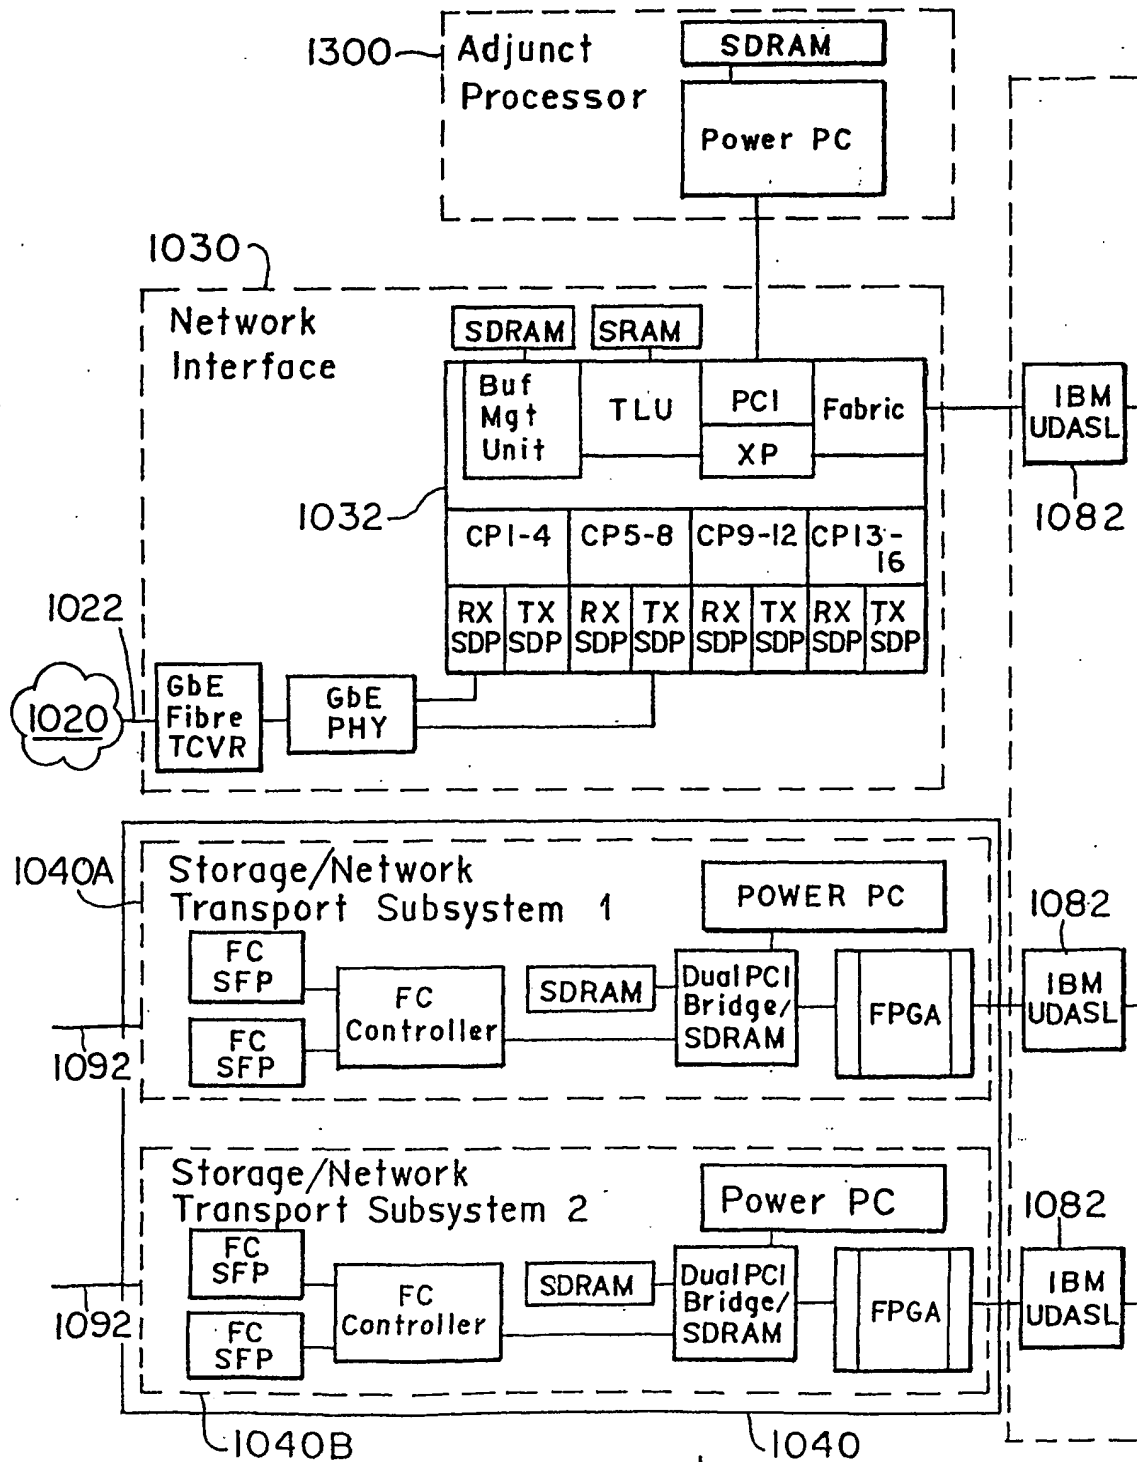 1300
Adjunct
Processor
SDRAM
Power PC
1030
Network
Interface
SDRAM
SRAM
Buf
Mgt
Unit
TLU
PCI
XP
Fabric
IBM
UDASL
1082
1032
CP1-4
CP5-8
CP9-12
CP13-
16
RX
SDP
TX
SDP
RX
SDP
TX
SDP
RX
SDP
TX
SDP
RX
SDP
TX
SDP
1022
1020
GbE
Fibre
TCVR
GbE
PHY
1040A
Storage/Network
Transport Subsystem 1
POWER PC
1082
FC
SFP
FC
SFP
FC
Controller
SDRAM
Dual PCI
Bridge/
SDRAM
FPGA
IBM
UDASL
1092
Storage/Network
Transport Subsystem 2
Power PC
1082
FC
SFP
FC
SFP
FC
Controller
SDRAM
Dual PCI
Bridge/
SDRAM
FPGA
IBM
UDASL
1092
1040B
1040